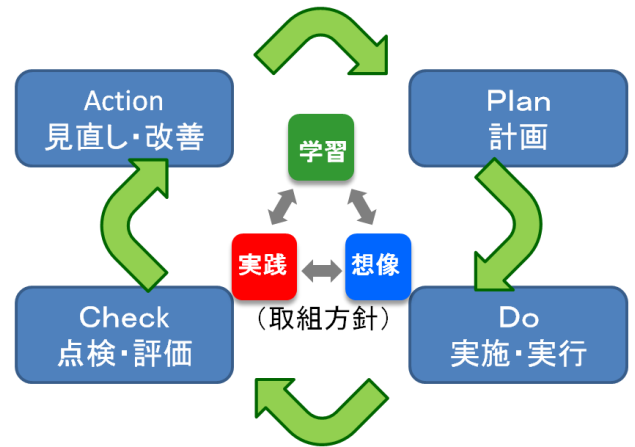 Action
見直し・改善
Plan
計画
学習
実践
想像
(取組方針)
Check
点検・評価
Do
実施・実行